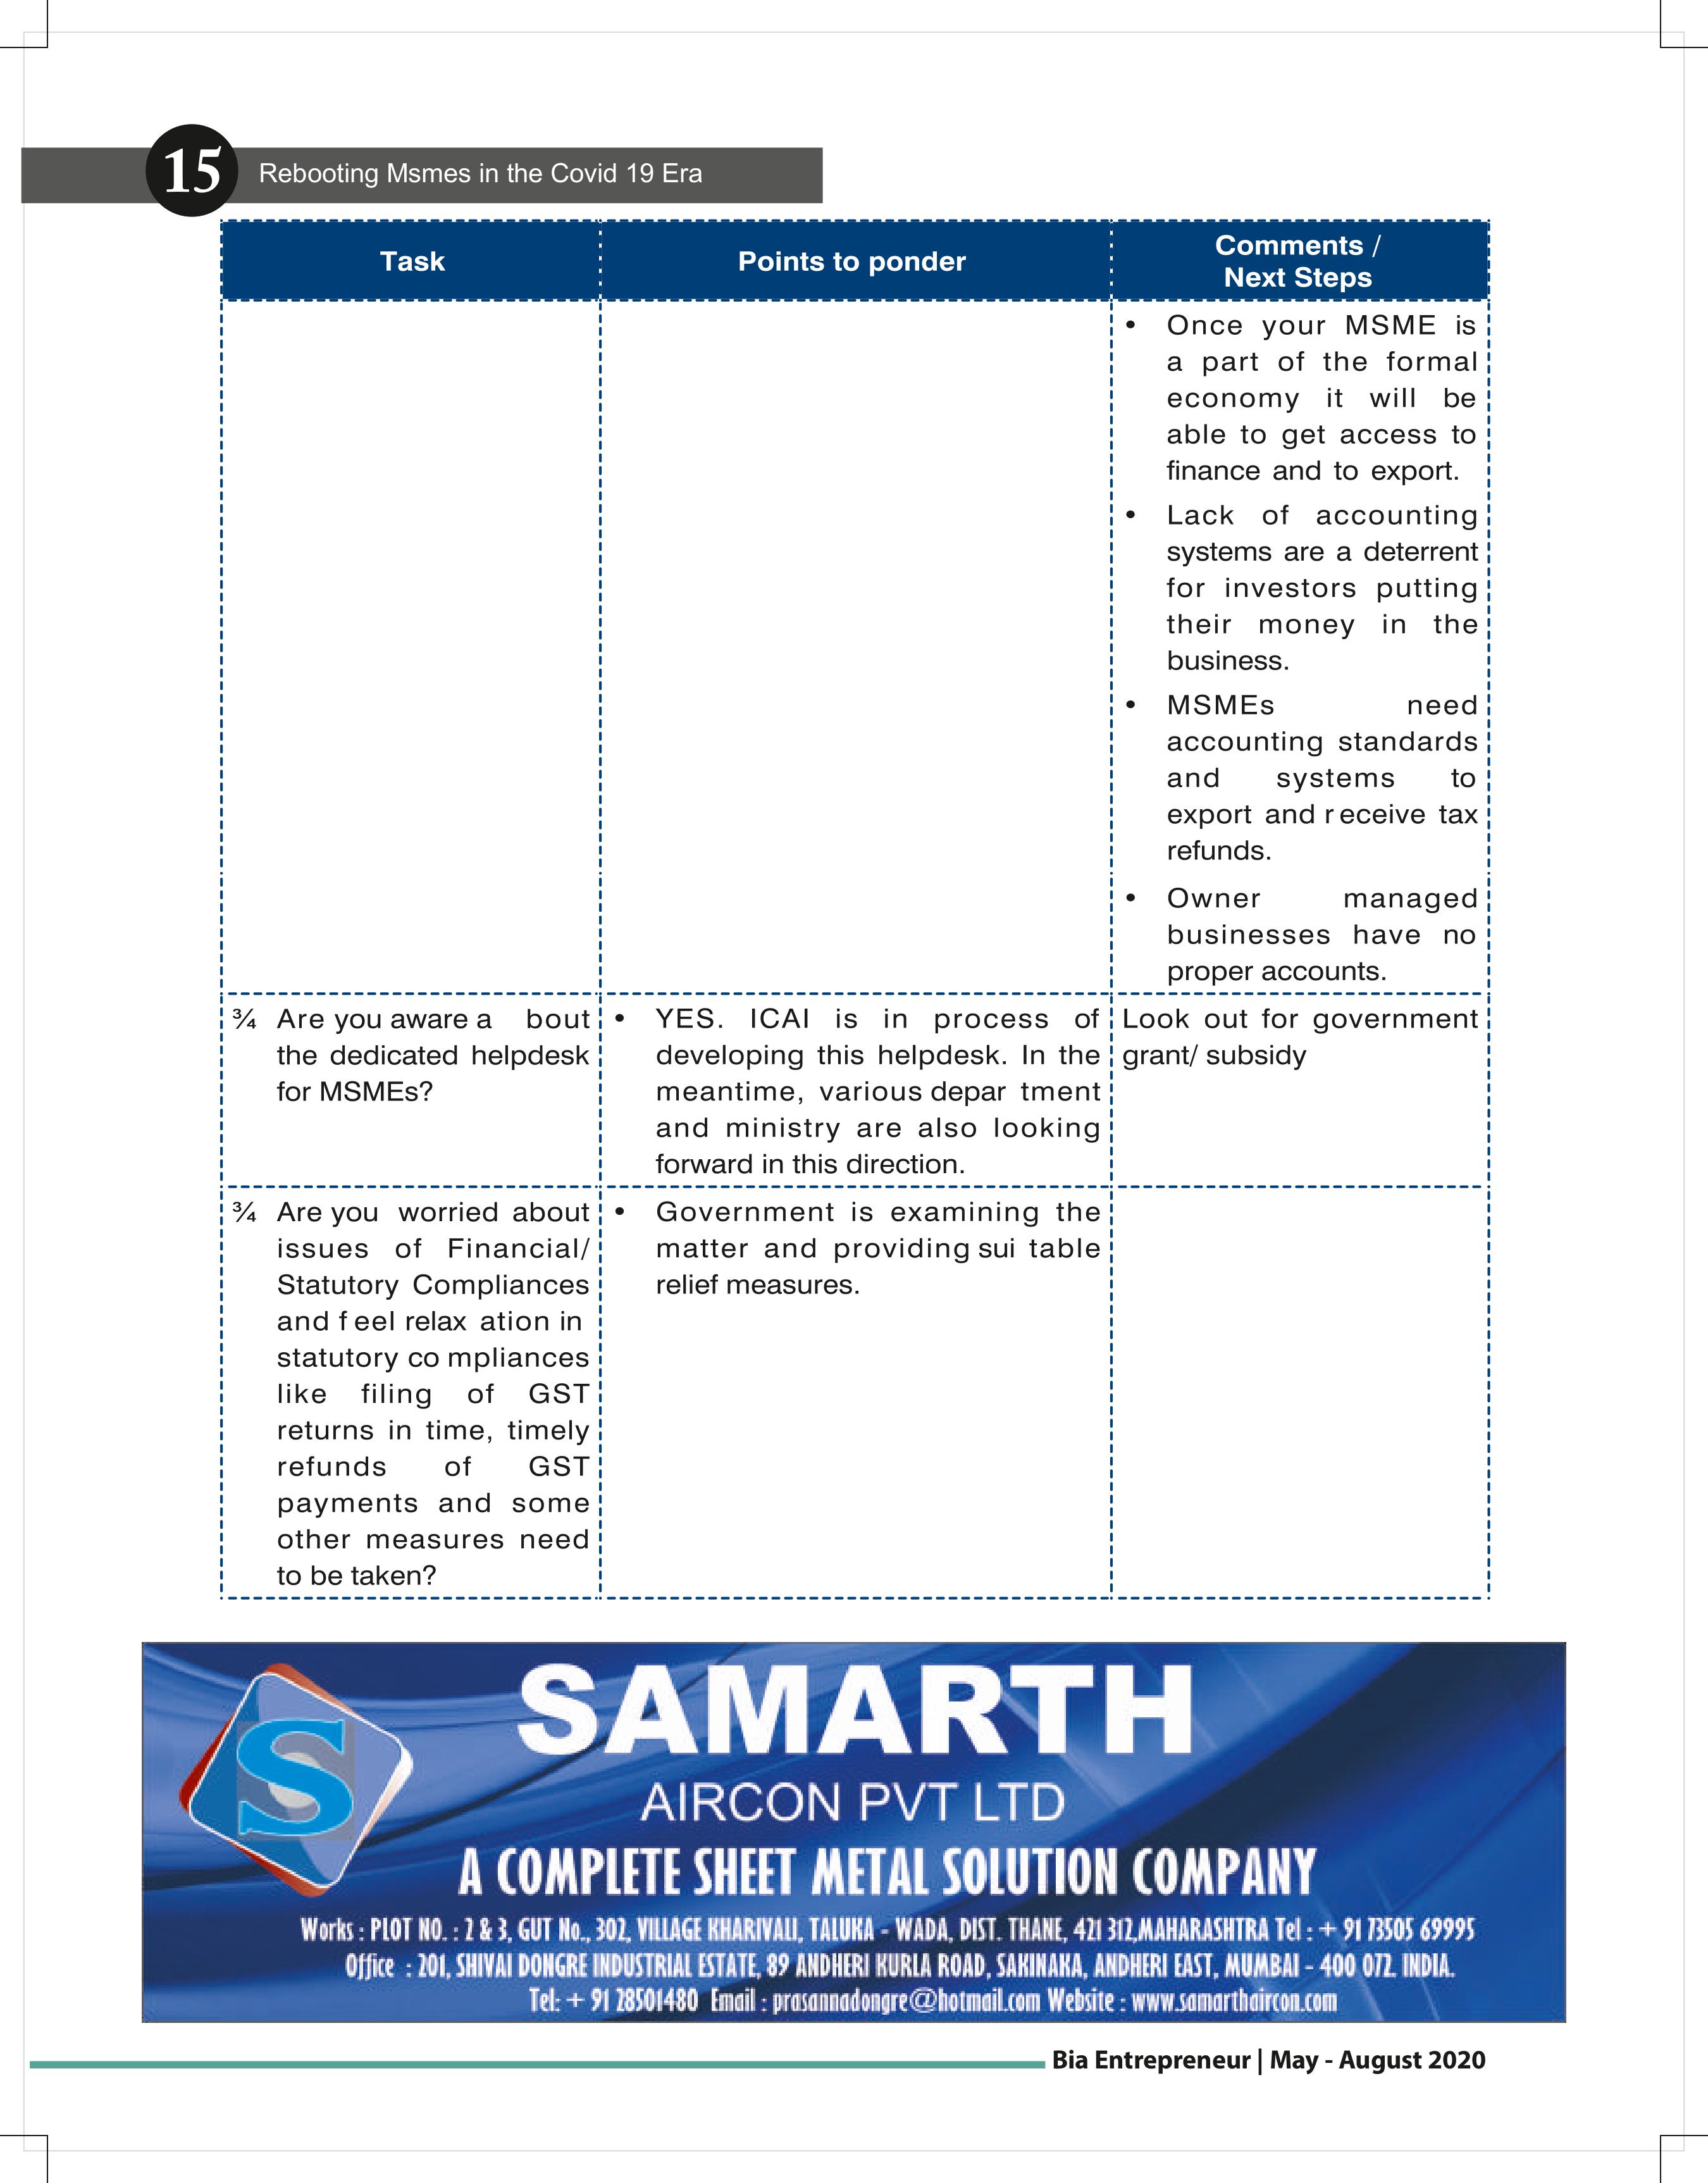 15
Rebooting Msmes in the Covid 19 Era
Task
Points to ponder
Comments /
Next Steps
• Once your MSME is
a part of the formal
economy it will be
able to get access to
finance and to export.
• Lack of accounting
systems are a deterrent
for investors putting
their money in the
business.
• MSMEs need
accounting standards
and systems to
export and r eceive tax
refunds.
• Owner managed
businesses have no
proper accounts.
¾ Are you aware a bout
the dedicated helpdesk
for MSMEs?
• YES. ICAI is in process of
developing this helpdesk. In the
meantime, various depar tment
and ministry are also looking
forward in this direction.
Look out for government
grant/ subsidy
¾ Are you worried about
issues of Financial/
Statutory Compliances
and f eel relax ation in
statutory co mpliances
like filing of GST
returns in time, timely
refunds of GST
payments and some
other measures need
to be taken?
• Government is examining the
matter and providing sui table
relief measures.
S
SAMARTH
AIRCON PVT LTD
A COMPLETE SHEET METAL SOLUTION COMPANY
Works : PLOT NO. : 2 & 3, GUT No., 302, VILLAGE KHARIVALI, TALUKA - WADA, DIST. THANE, 421 312,MAHARASHTRA Tel : + 91 73505 69995
Office : 201, SHIVAI DONGRE INDUSTRIAL ESTATE, 89 ANDHERI KURLA ROAD, SAKINAKA, ANDHERI EAST, MUMBAI - 400 072. INDIA.
Tel: + 91 28501480 Email : prasannadongre@hotmail.com Website : www.samarthaircon.com
Bia Entrepreneur | May - August 2020